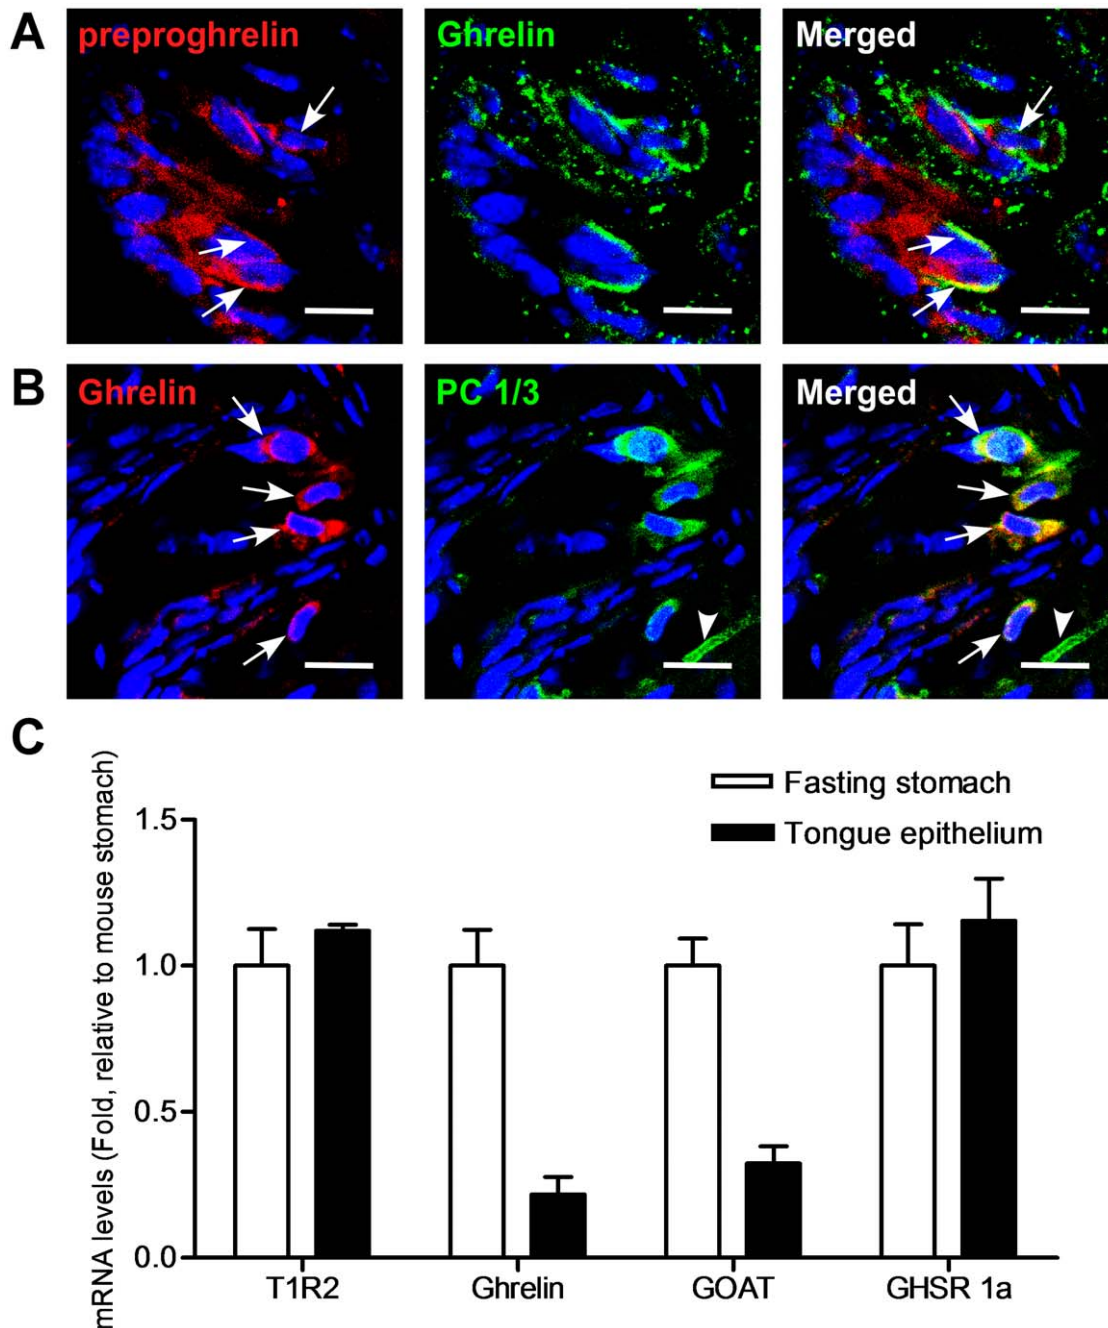 A
preproghrelin
Ghrelin
Merged
B
Ghrelin
PC 1/3
Merged
C
mRNA levels (Fold, relative to mouse stomach)
Fasting stomach
Tongue epithelium
1.5
1.0
0.5
0.0
T1R2
Ghrelin
GOAT
GHSR 1a